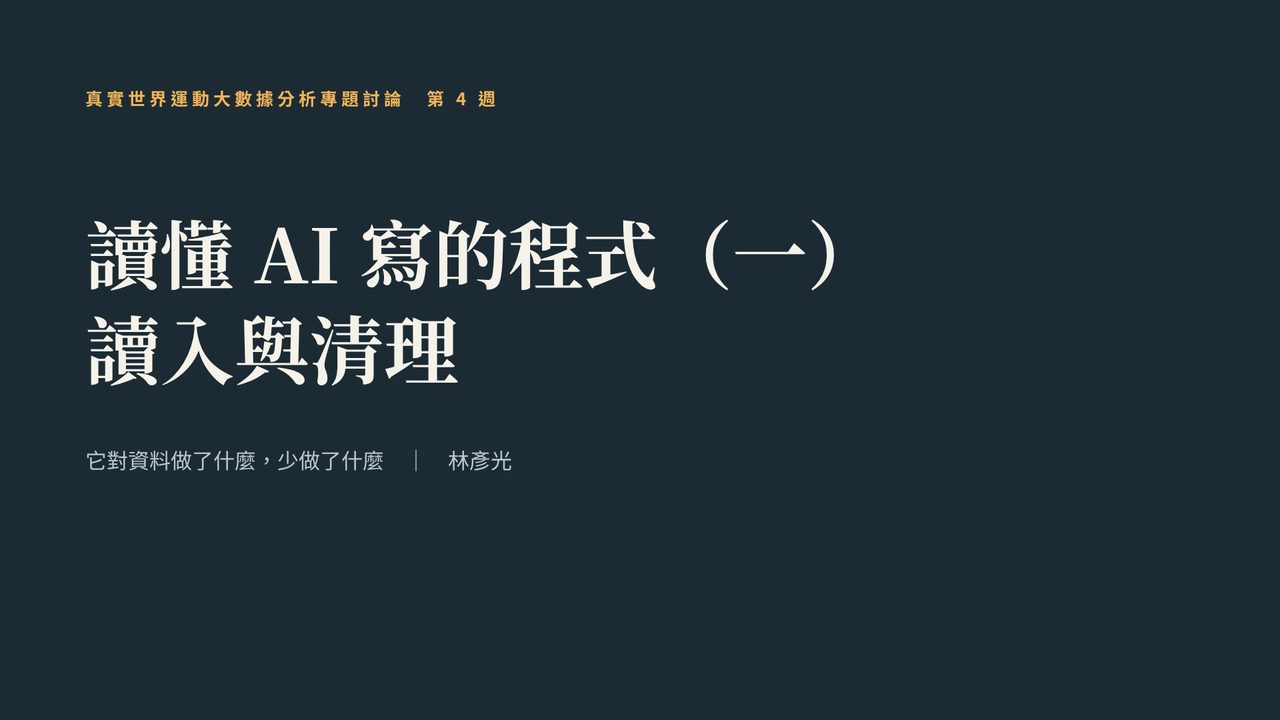 真實世界運動大數據分析專題討論　第 4 週
讀懂 AI 寫的程式（一）
讀入與清理
它對資料做了什麼，少做了什麼　｜　林彥光